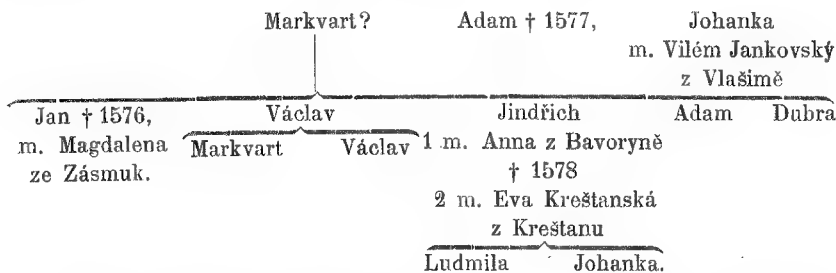 Markvart? Adam † 1577, Johanka
m. Vilém Jankovský
z Vlašimě
Jan † 1576, Václav Jindřich Adam Dubra
m. Magdalena Markvart Václav 1 m. Anna z Bavoryně
ze Zásmuk. † 1578
2 m. Eva Kreštanská
z Kreštanu
Ludmila Johanka.